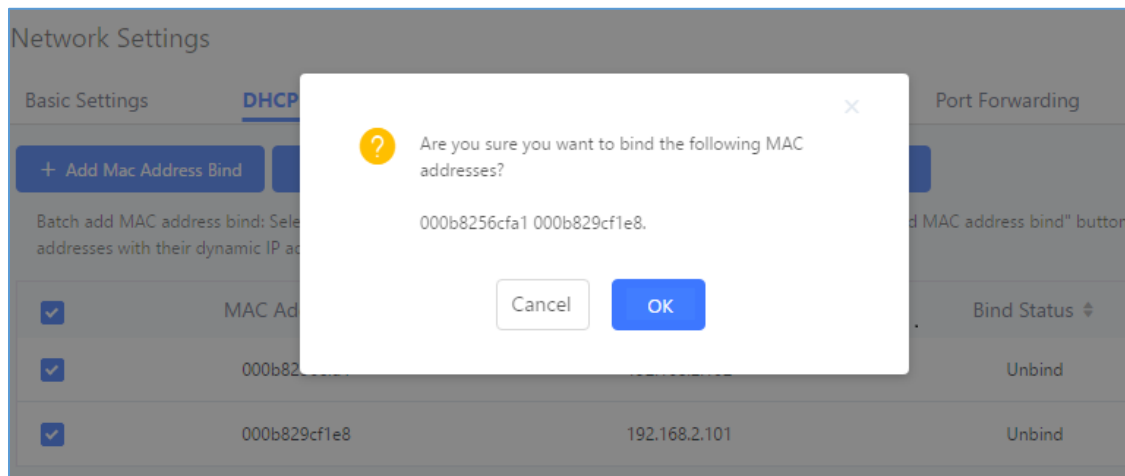 Network Settings
Basic Settings
DHCP
Port Forwarding
Are you sure you want to bind the following MAC
addresses?
000b8256cfa1 000b829cf1e8.
Cancel
OK
+ Add Mac Address Bind
Batch add MAC address bind: Sele
d MAC address bind" button
addresses with their dynamic IP ad
MAC Ad
Bind Status
000b82
Unbind
000b829cf1e8 192.168.2.101 Unbind